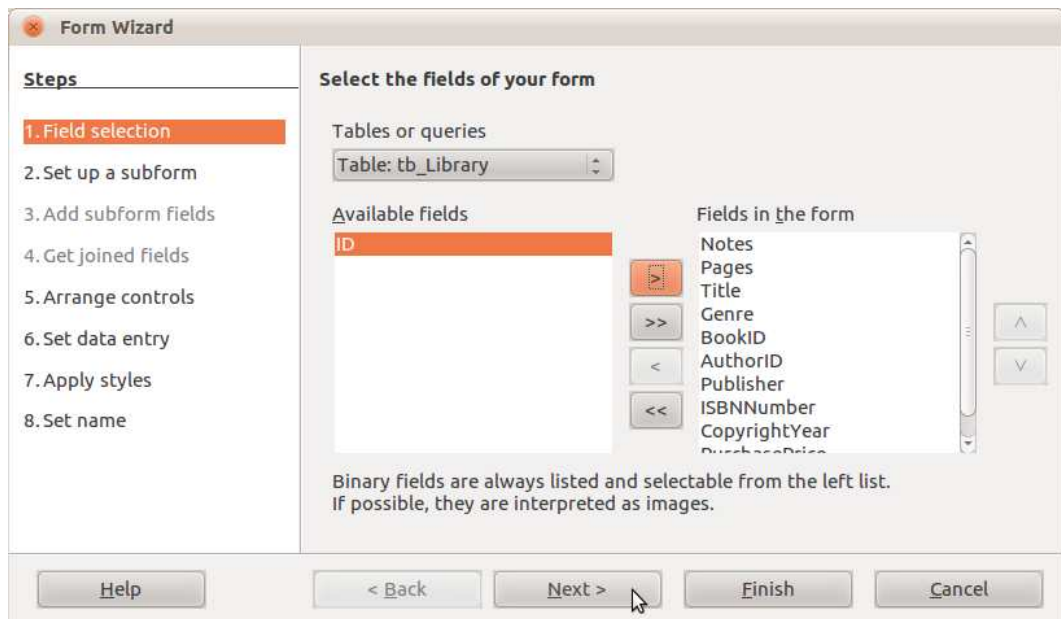 Form Wizard
Steps
1. Field selection
2. Set up a subform
3. Add subform fields
4. Get joined fields
5. Arrange controls
6. Set data entry
7. Apply styles
8. Set name
Select the fields of your form
Tables or queries
Table: tb_Library
Available fields
ID
>
>>
<
<<
Fields in the form
Notes
Pages
Title
Genre
BookID
AuthorID
Publisher
ISBNNumber
CopyrightYear
PurchasePrice
Binary fields are always listed and selectable from the left list.
If possible, they are interpreted as images.
Help
< Back
Next >
Finish
Cancel